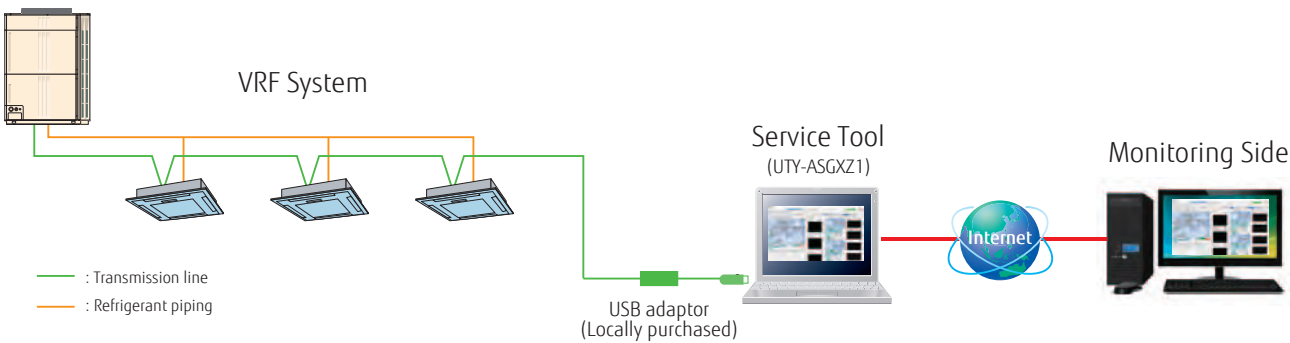 VRF System
Service Tool
(UTY-ASGXZ1)
Monitoring Side
Internet
: Transmission line
: Refrigerant piping
USB adaptor
(Locally purchased)